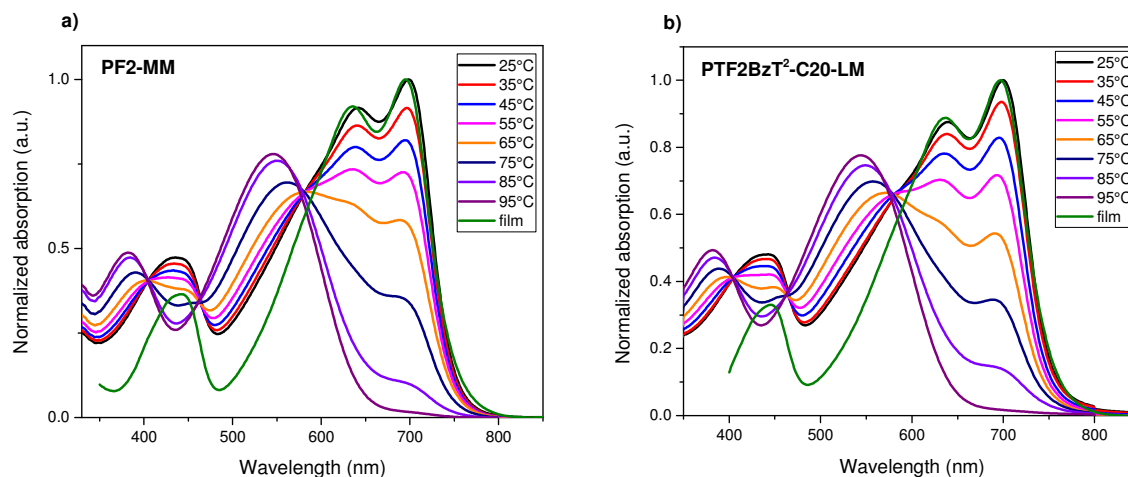 a)
PF2-MM
25°C
35°C
45°C
55°C
65°C
75°C
85°C
95°C
film
1.0
0.5
0.0
Normalized absorption (a.u.)
400 500 600 700 800
Wavelength (nm)
b)
PTF2BzT²-C20-LM
25°C
35°C
45°C
55°C
65°C
75°C
85°C
95°C
film
1.0
0.8
0.6
0.4
0.2
0.0
Normalized absorption (a.u.)
400 500 600 700 800
Wavelength (nm)